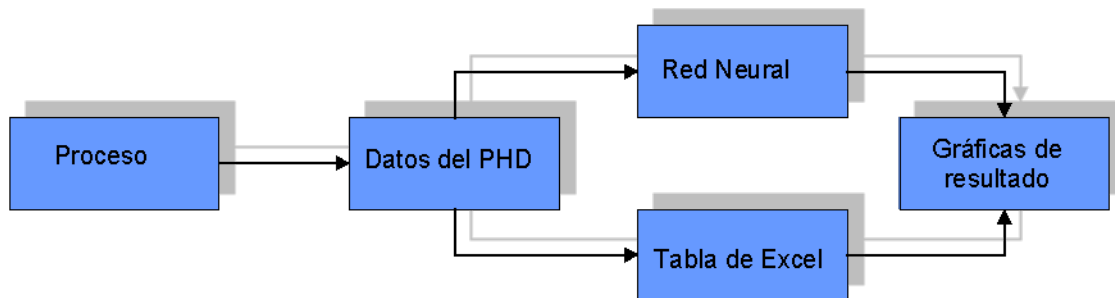 Proceso
Datos del PHD
Red Neural
Tabla de Excel
Gráficas de
resultado